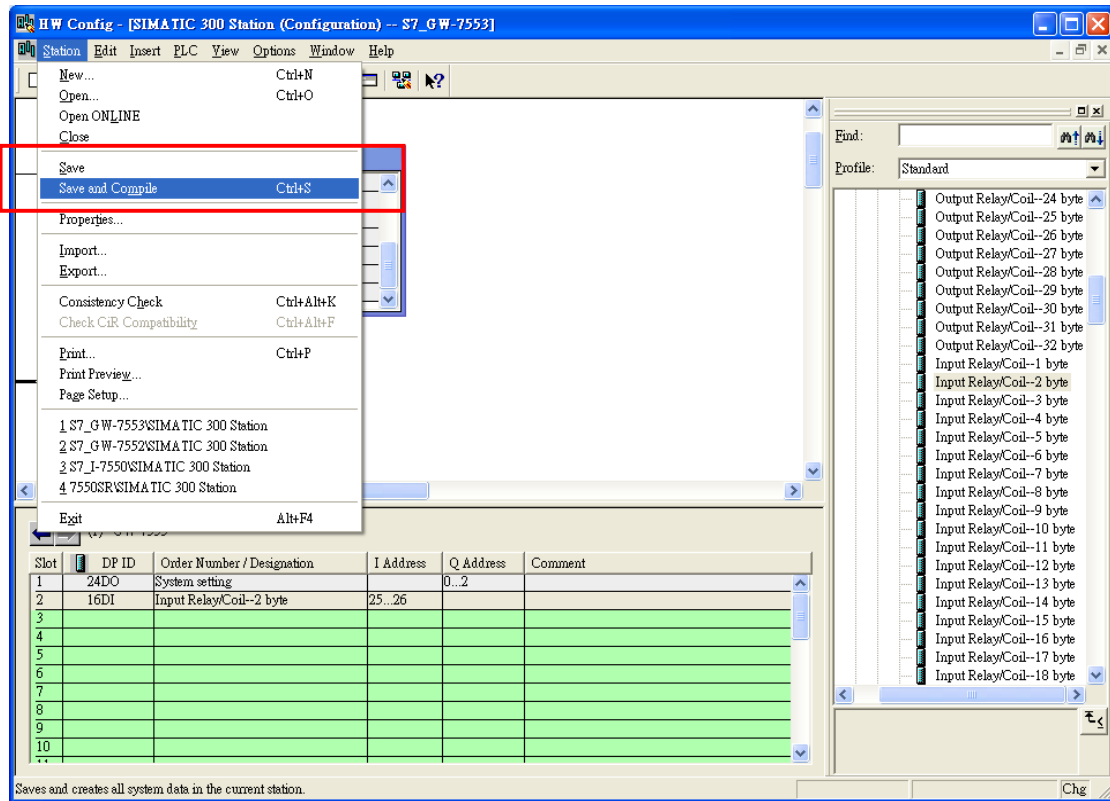 HW Config - [SIMATIC 300 Station (Configuration) -- S7_GW-7553]
Station Edit Insert PLC View Options Window Help
New... Ctrl+N
Open... Ctrl+O
Open ONLINE
Close
Save
Save and Compile Ctrl+S
Properties...
Import...
Export...
Consistency Check Ctrl+Alt+K
Check CiR Compatibility Ctrl+Alt+F
Print... Ctrl+P
Print Preview...
Page Setup...
1 S7_GW-7553\SIMATIC 300 Station
2 S7_GW-7552\SIMATIC 300 Station
3 S7_I-7550\SIMATIC 300 Station
4 7550SR\SIMATIC 300 Station
Exit Alt+F4
Find:
Profile: Standard
Output Relay/Coil--24 byte
Output Relay/Coil--25 byte
Output Relay/Coil--26 byte
Output Relay/Coil--27 byte
Output Relay/Coil--28 byte
Output Relay/Coil--29 byte
Output Relay/Coil--30 byte
Output Relay/Coil--31 byte
Output Relay/Coil--32 byte
Input Relay/Coil--1 byte
Input Relay/Coil--2 byte
Input Relay/Coil--3 byte
Input Relay/Coil--4 byte
Input Relay/Coil--5 byte
Input Relay/Coil--6 byte
Input Relay/Coil--7 byte
Input Relay/Coil--8 byte
Input Relay/Coil--9 byte
Input Relay/Coil--10 byte
Input Relay/Coil--11 byte
Input Relay/Coil--12 byte
Input Relay/Coil--13 byte
Input Relay/Coil--14 byte
Input Relay/Coil--15 byte
Input Relay/Coil--16 byte
Input Relay/Coil--17 byte
Input Relay/Coil--18 byte
Slot DP ID Order Number / Designation I Address Q Address Comment
1 24DO System setting 0...2
2 16DI Input Relay/Coil--2 byte 25...26
3
4
5
6
7
8
9
10
Saves and creates all system data in the current station. Chg